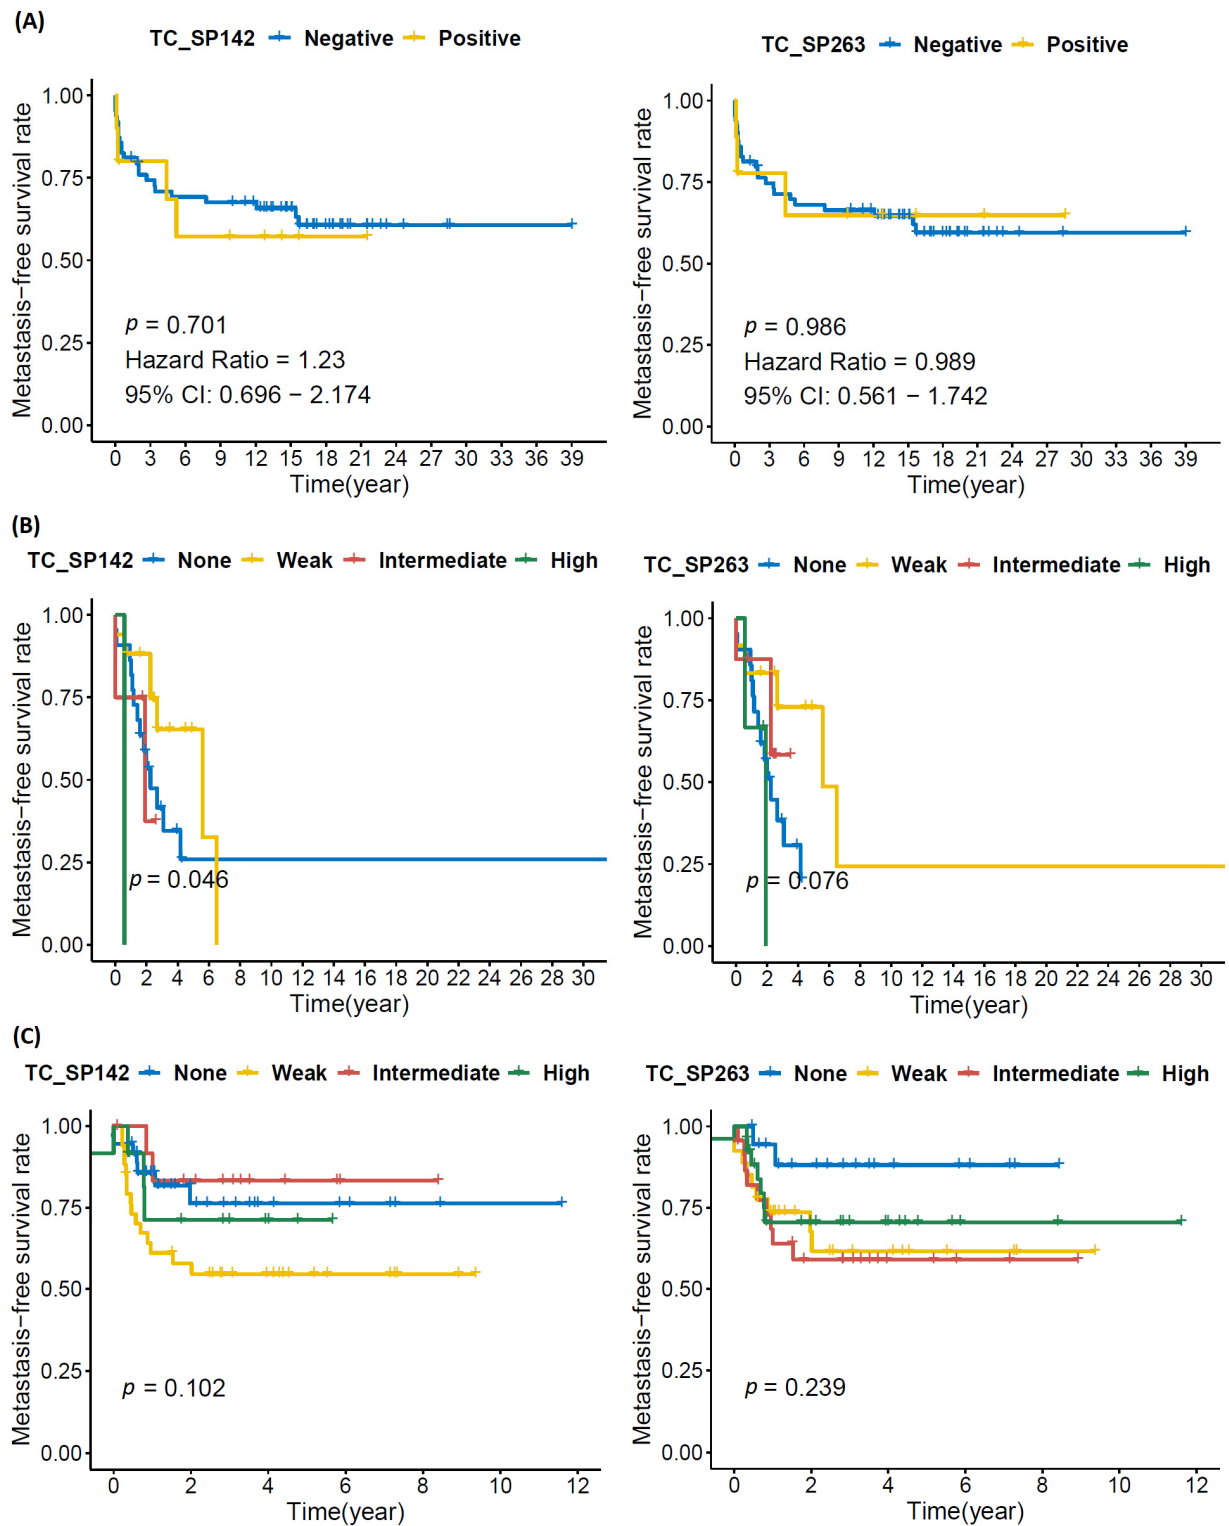 (A)
TC_SP142 Negative Positive
Metastasis−free survival rate
1.00
0.75
0.50
0.25
0.00
p = 0.701
Hazard Ratio = 1.23
95% CI: 0.696 − 2.174
0 3 6 9 12 15 18 21 24 27 30 33 36 39
Time(year)
TC_SP263 Negative Positive
Metastasis−free survival rate
1.00
0.75
0.50
0.25
0.00
p = 0.986
Hazard Ratio = 0.989
95% CI: 0.561 − 1.742
0 3 6 9 12 15 18 21 24 27 30 33 36 39
Time(year)
(B)
TC_SP142 None Weak Intermediate High
Metastasis−free survival rate
1.00
0.75
0.50
0.25
0.00
p = 0.046
0 2 4 6 8 10 12 14 16 18 20 22 24 26 28 30
Time(year)
TC_SP263 None Weak Intermediate High
Metastasis−free survival rate
1.00
0.75
0.50
0.25
0.00
p = 0.076
0 2 4 6 8 10 12 14 16 18 20 22 24 26 28 30
Time(year)
(C)
TC_SP142 None Weak Intermediate High
Metastasis−free survival rate
1.00
0.75
0.50
0.25
0.00
p = 0.102
0 2 4 6 8 10 12
Time(year)
TC_SP263 None Weak Intermediate High
Metastasis−free survival rate
1.00
0.75
0.50
0.25
0.00
p = 0.239
0 2 4 6 8 10 12
Time(year)